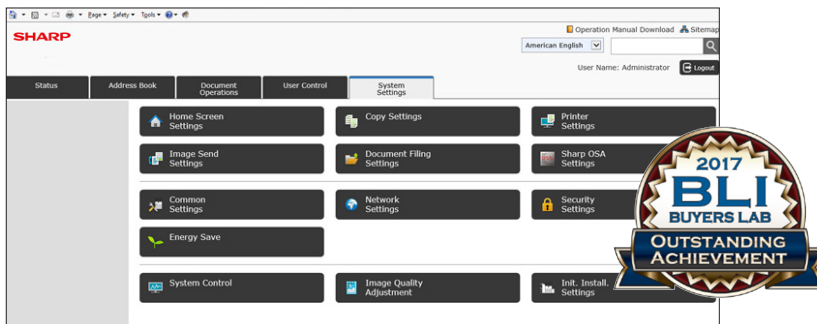 Page Safety Tools
Operation Manual Download Sitemap
SHARP
American English
User Name: Administrator Logout
Status Address Book Document Operations User Control System Settings
Home Screen Settings
Copy Settings
Printer Settings
Image Send Settings
Document Filing Settings
Sharp OSA Settings
Common Settings
Network Settings
Security Settings
Energy Save
System Control
Image Quality Adjustment
Init. Install. Settings
2017
BLI
BUYERS LAB
OUTSTANDING
ACHIEVEMENT